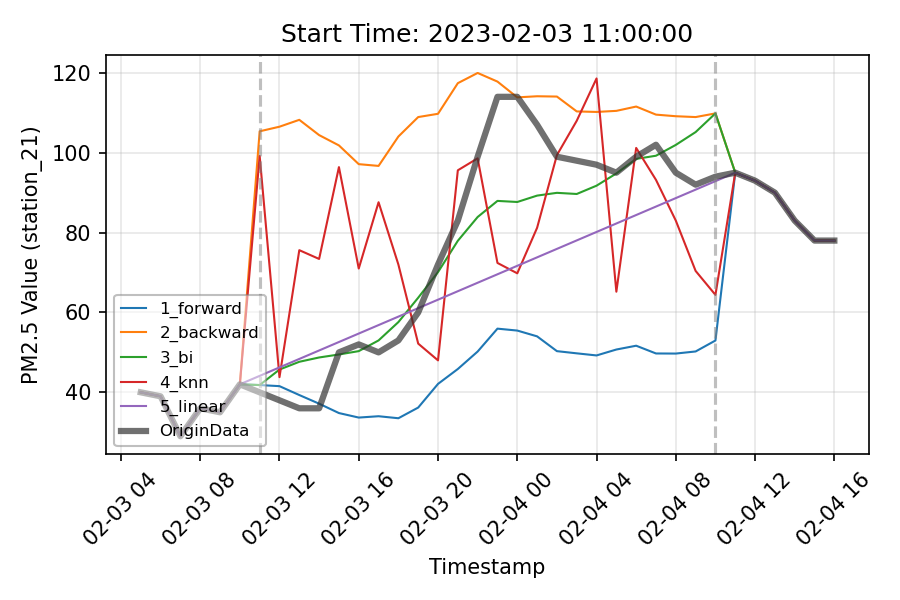 Start Time: 2023-02-03 11:00:00
120
100
80
60
40
PM2.5 Value (station_21)
1_forward
2_backward
3_bi
4_knn
5_linear
OriginData
02-03 04
02-03 08
02-03 12
02-03 16
02-03 20
02-04 00
02-04 04
02-04 08
02-04 12
02-04 16
Timestamp